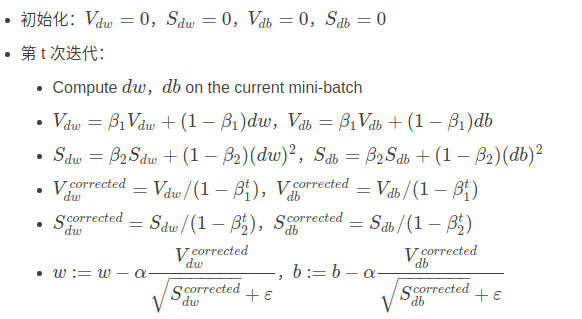 初始化：$V_{dw} = 0$，$S_{dw} = 0$，$V_{db} = 0$，$S_{db} = 0$
第 t 次迭代：
Compute $dw$，$db$ on the current mini-batch
$V_{dw} = \beta_1 V_{dw} + (1 - \beta_1)dw$，$V_{db} = \beta_1 V_{db} + (1 - \beta_1)db$
$S_{dw} = \beta_2 S_{dw} + (1 - \beta_2)(dw)^2$，$S_{db} = \beta_2 S_{db} + (1 - \beta_2)(db)^2$
$V_{dw}^{corrected} = V_{dw}/(1 - \beta_1^t)$，$V_{db}^{corrected} = V_{db}/(1 - \beta_1^t)$
$S_{dw}^{corrected} = S_{dw}/(1 - \beta_2^t)$，$S_{db}^{corrected} = S_{db}/(1 - \beta_2^t)$
$w := w - \alpha \frac{V_{dw}^{corrected}}{\sqrt{S_{dw}^{corrected}} + \varepsilon}$，$b := b - \alpha \frac{V_{db}^{corrected}}{\sqrt{S_{db}^{corrected}} + \varepsilon}$